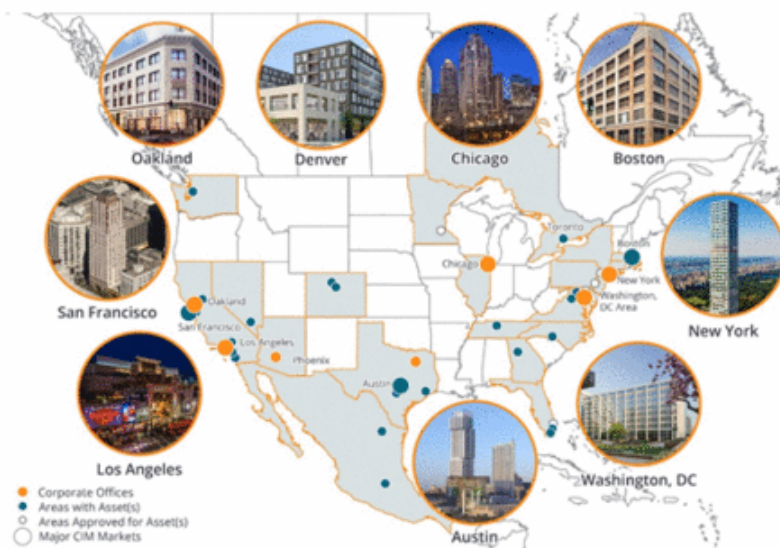 Oakland
Denver
Chicago
Boston
San Francisco
New York
Los Angeles
Austin
Washington, DC
Toronto
Boston
Chicago
New York
Washington,
DC Area
Oakland
San Francisco
Los Angeles
Phoenix
Austin
Corporate Offices
Areas with Asset(s)
Areas Approved for Asset(s)
Major CIM Markets